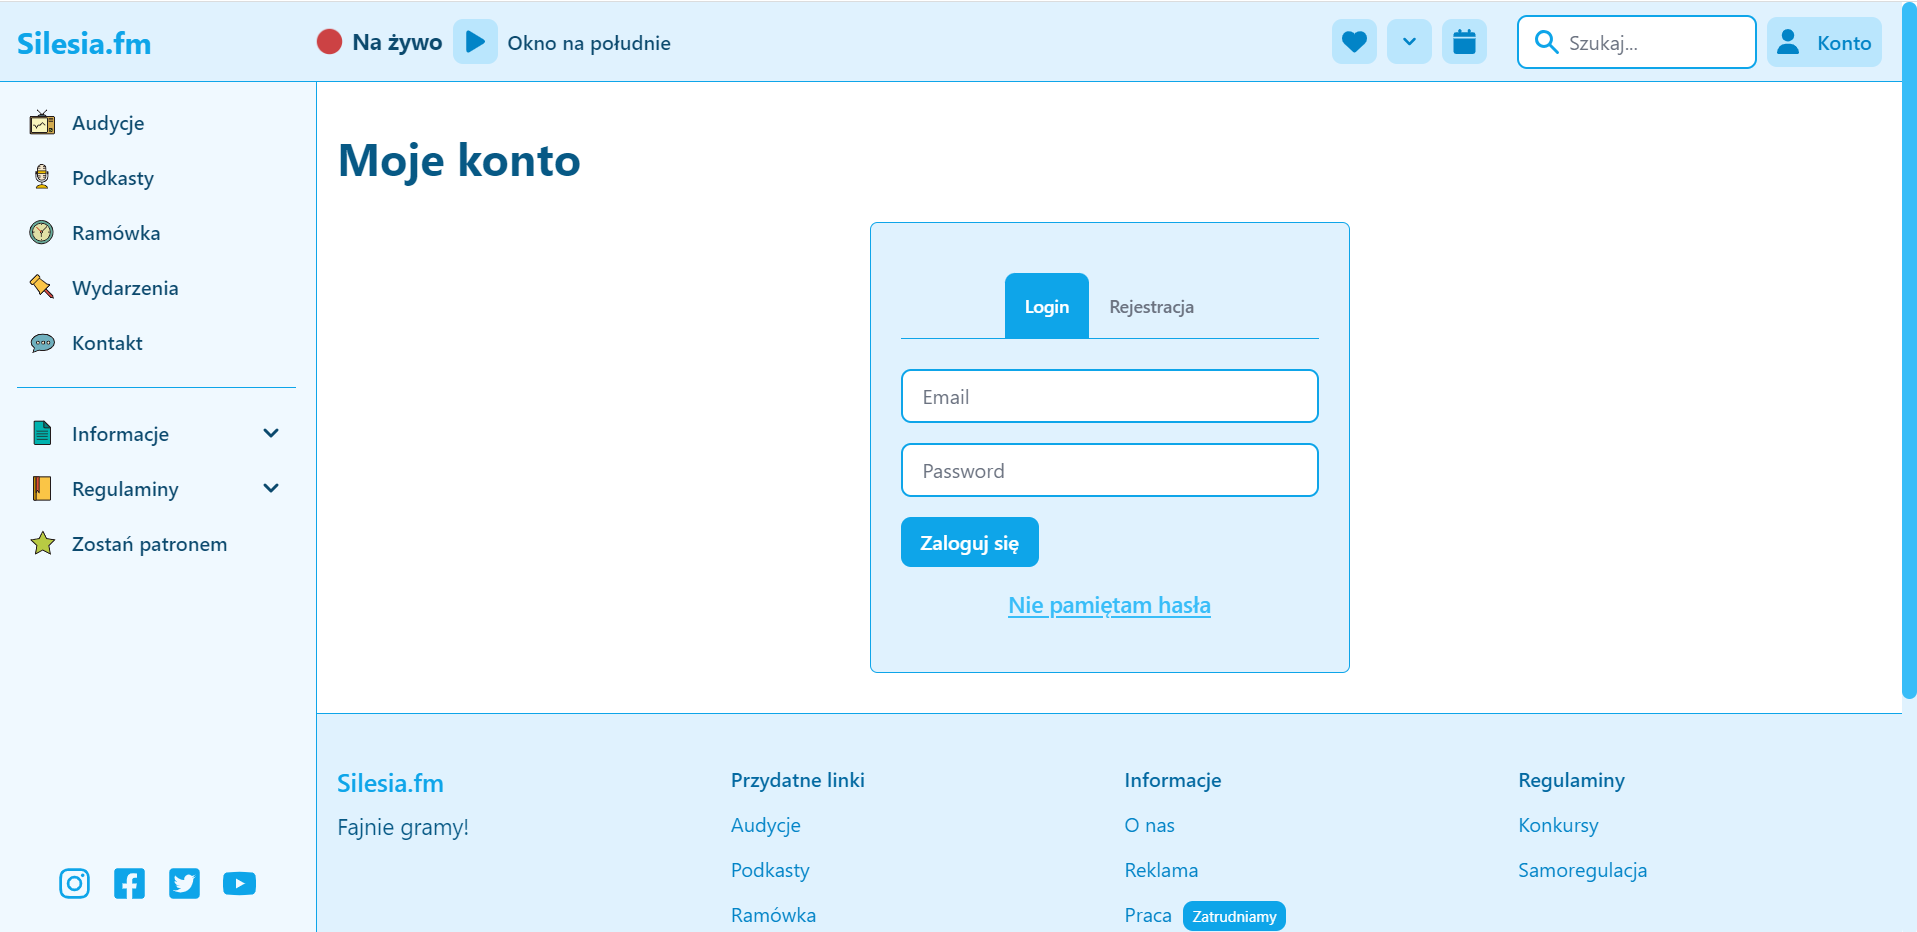 Silesia.fm
Na żywo
Okno na południe
Szukaj...
Konto
Audycje
Podkasty
Ramówka
Wydarzenia
Kontakt
Informacje
Regulaminy
Zostań patronem
Moje konto
Login
Rejestracja
Email
Password
Zaloguj się
Nie pamiętam hasła
Silesia.fm
Fajnie gramy!
Przydatne linki
Audycje
Podkasty
Ramówka
Informacje
O nas
Reklama
Praca Zatrudniamy
Regulaminy
Konkursy
Samoregulacja